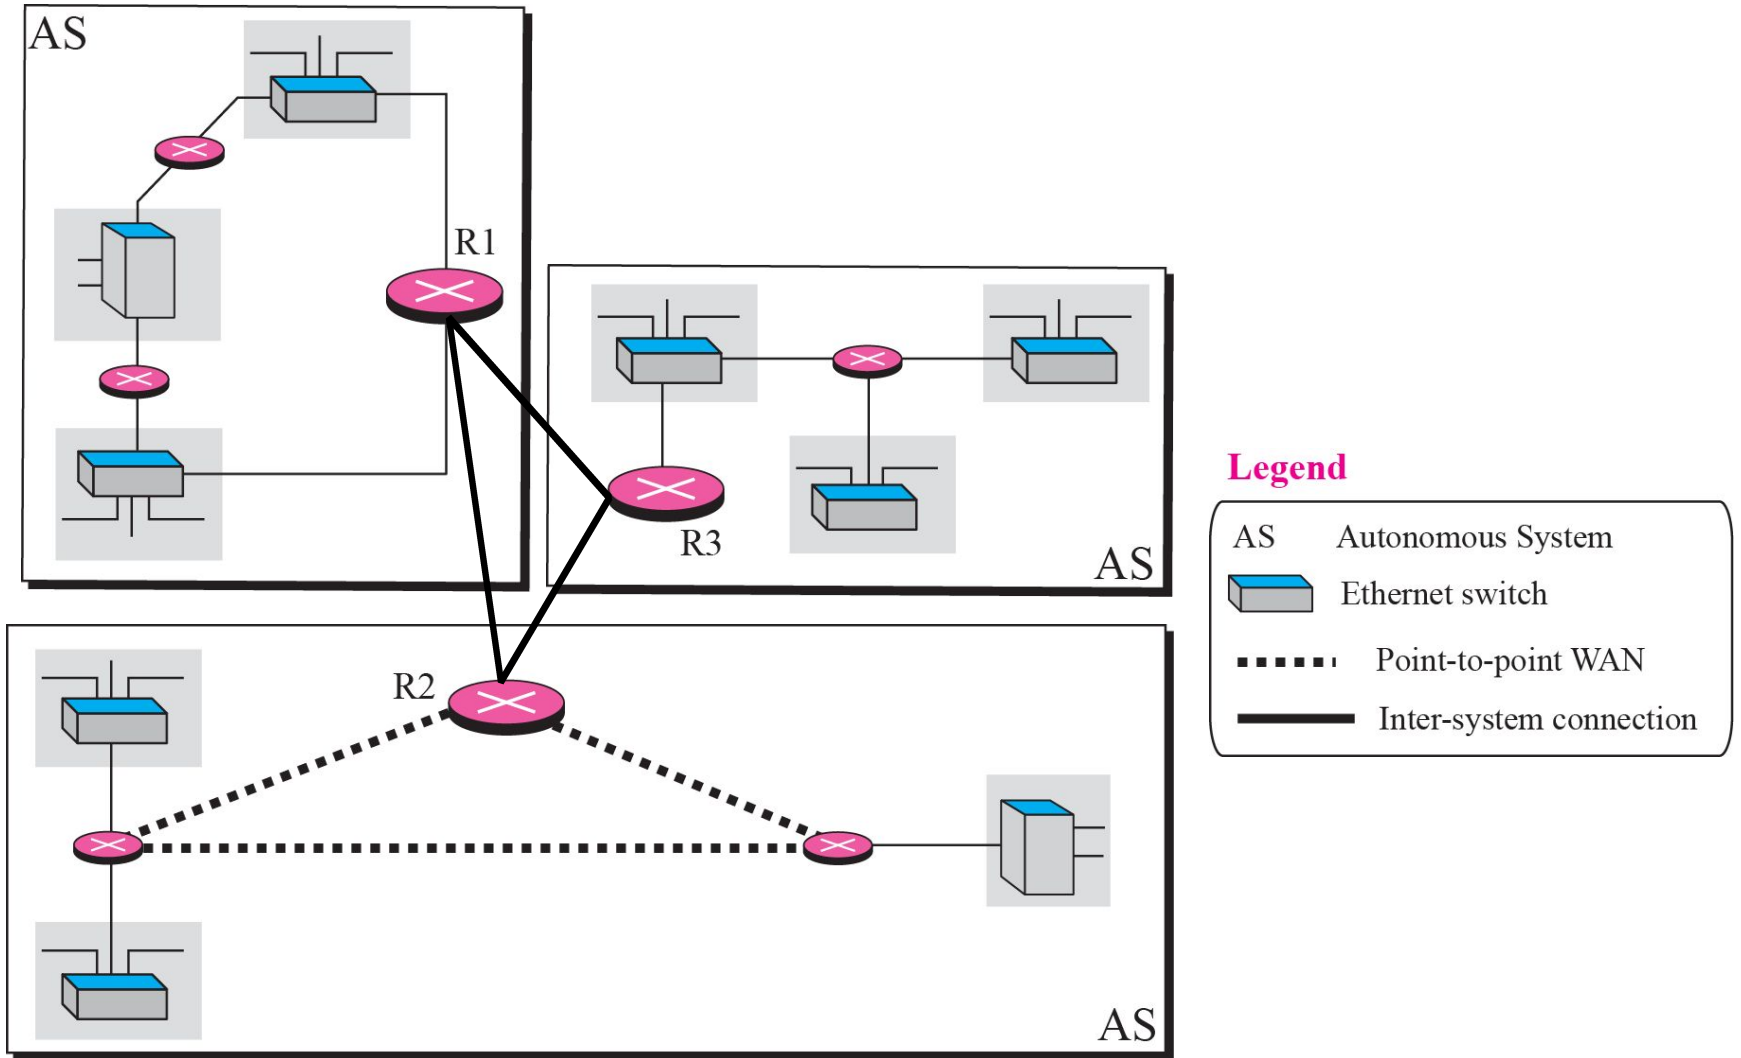 AS
R1
R3
AS
R2
AS
Legend
AS Autonomous System
Ethernet switch
Point-to-point WAN
Inter-system connection